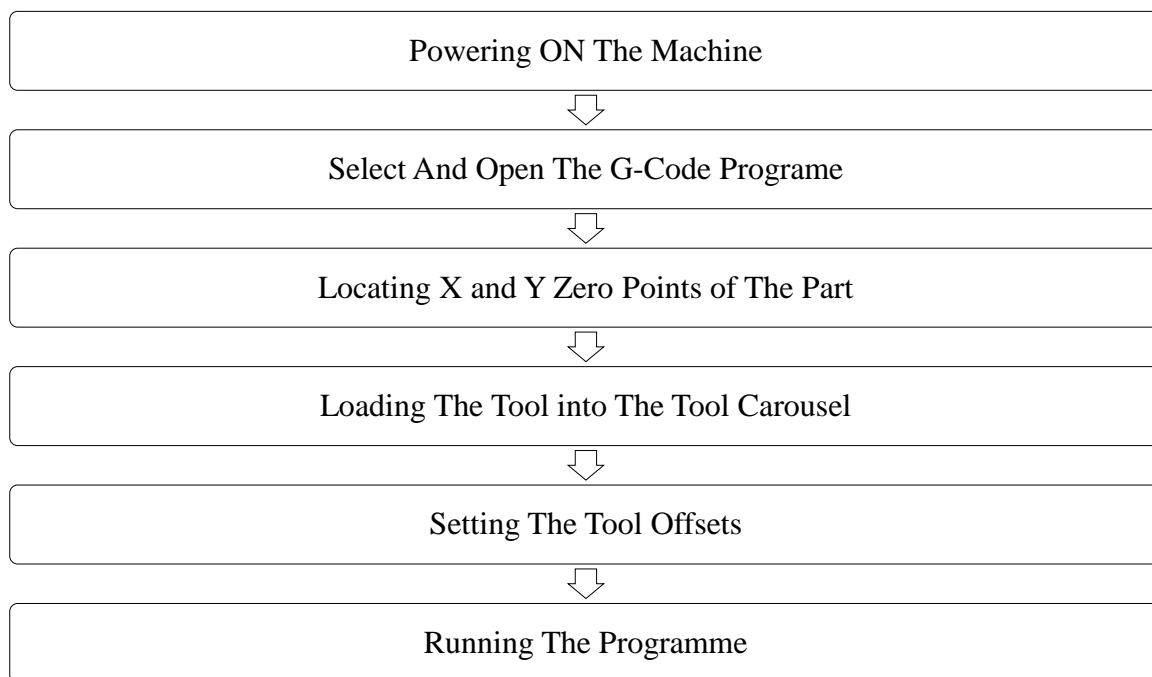 Powering ON The Machine
Select And Open The G-Code Programe
Locating X and Y Zero Points of The Part
Loading The Tool into The Tool Carousel
Setting The Tool Offsets
Running The Programme